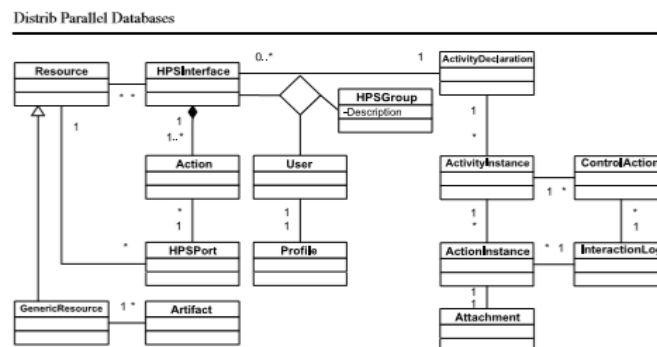 Distrib Parallel Databases
0..* 1 ActivityDeclaration
Resource HPSInterface
* * HPSGroup
-Description
1 1 1
1..* *
Action User ActivityInstance ControlAction
1 *
* 1 1 *
1 1 * 1
* HPSPort Profile ActionInstance * 1 InteractionLog
GenericResource 1 * Artifact 1
1
Attachment